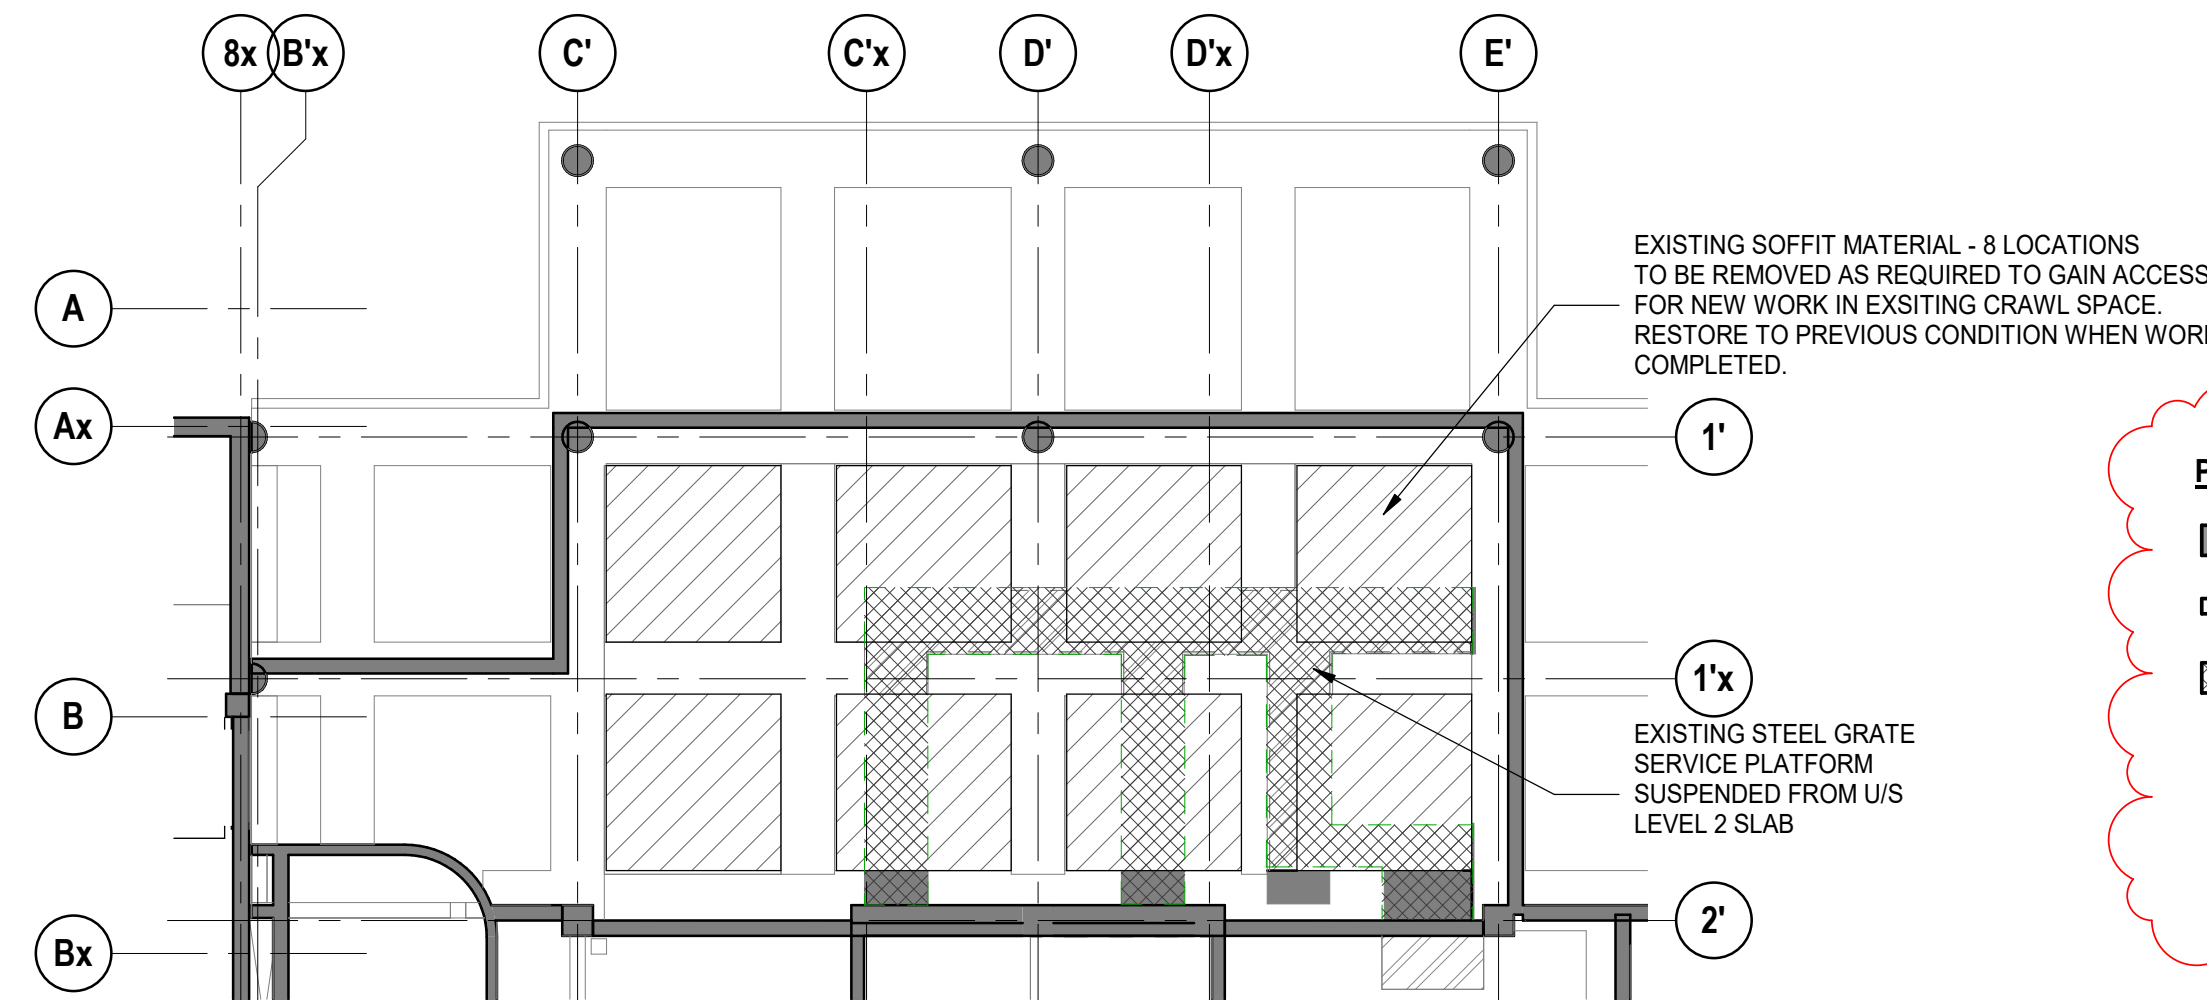 8x
B'x
C'
C'x
D'
D'x
E'
A
Ax
B
Bx
1'
1'x
2'
EXISTING SOFFIT MATERIAL - 8 LOCATIONS
TO BE REMOVED AS REQUIRED TO GAIN ACCESS
FOR NEW WORK IN EXSITING CRAWL SPACE.
RESTORE TO PREVIOUS CONDITION WHEN WORK
COMPLETED.
EXISTING STEEL GRATE
SERVICE PLATFORM
SUSPENDED FROM U/S
LEVEL 2 SLAB